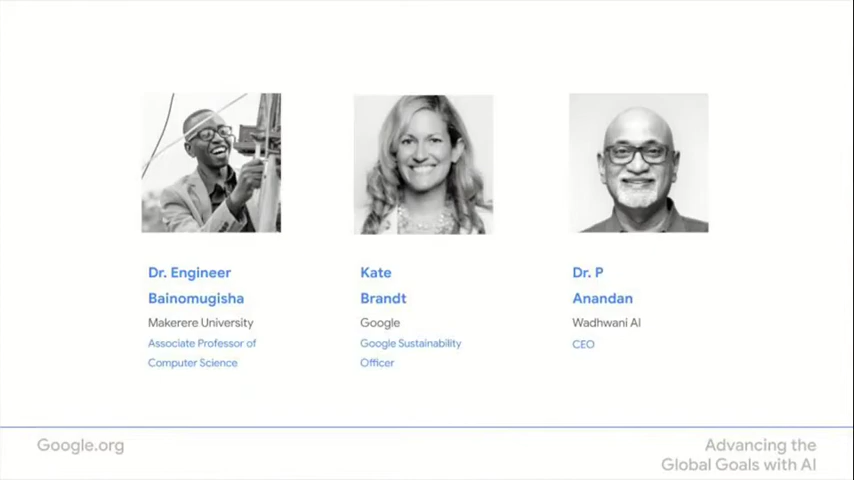 Dr. Engineer
Bainomugisha
Makerere University
Associate Professor of
Computer Science
Kate
Brandt
Google
Google Sustainability
Officer
Dr. P
Anandan
Wadhwani AI
CEO
Google.org
Advancing the
Global Goals with AI